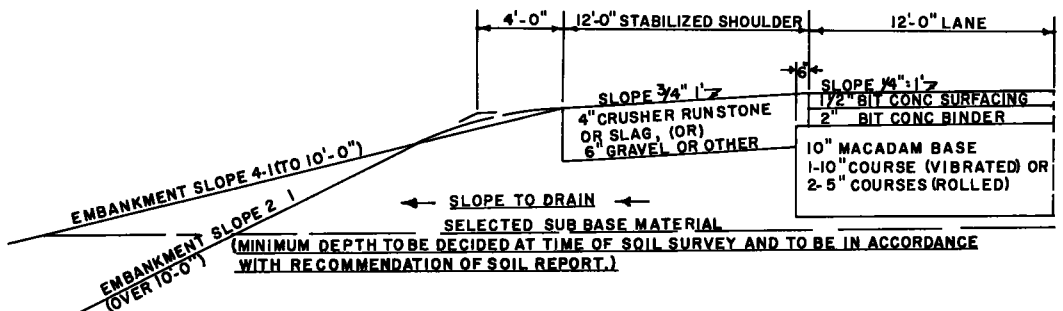 4'-0" 12'-0" STABILIZED SHOULDER 12'-0" LANE
6"
SLOPE 3/4" 1'
SLOPE 1/4":1'
4" CRUSHER RUNSTONE
OR SLAG, (OR)
6" GRAVEL OR OTHER
1 1/2" BIT CONC SURFACING
2" BIT CONC BINDER
10" MACADAM BASE
1-10" COURSE (VIBRATED) OR
2-5" COURSES (ROLLED)
EMBANKMENT SLOPE 4-1 (TO 10'-0")
EMBANKMENT SLOPE 2 1
(OVER 10'-0")
SLOPE TO DRAIN
SELECTED SUB BASE MATERIAL
(MINIMUM DEPTH TO BE DECIDED AT TIME OF SOIL SURVEY AND TO BE IN ACCORDANCE
WITH RECOMMENDATION OF SOIL REPORT.)